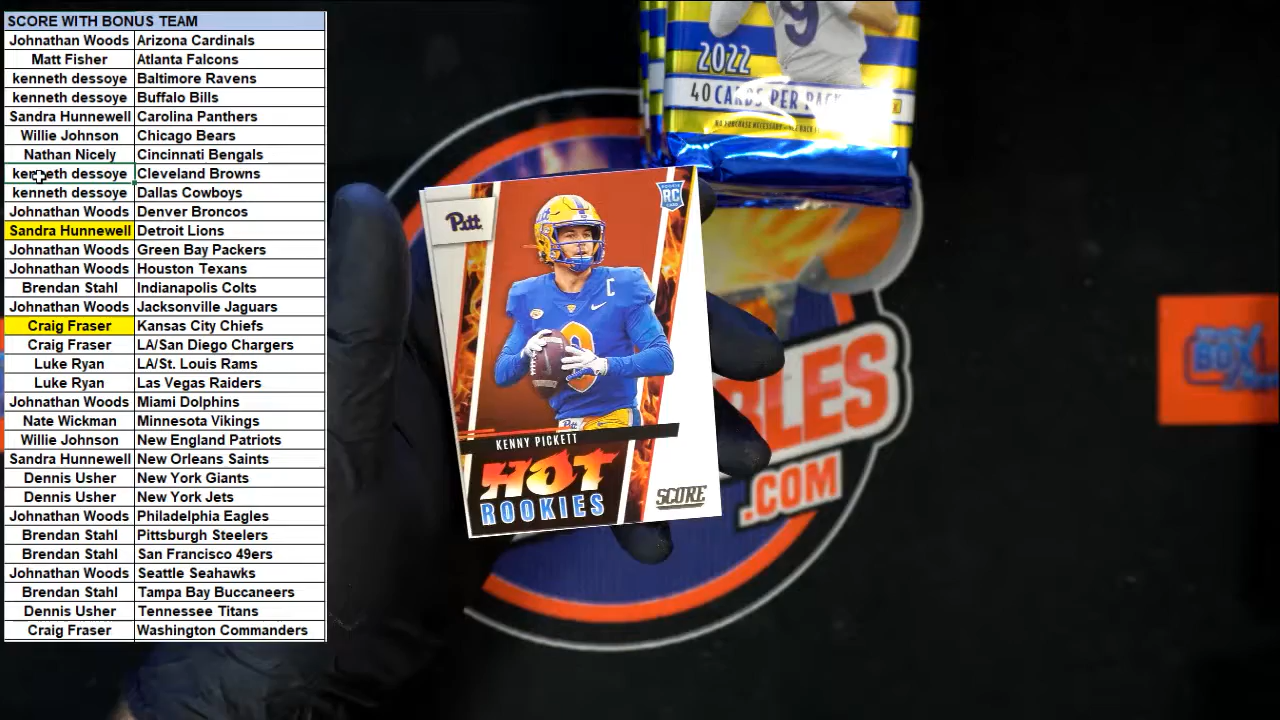 SCORE WITH BONUS TEAM
Johnathan Woods Arizona Cardinals
Matt Fisher Atlanta Falcons
kenneth dessoye Baltimore Ravens
kenneth dessoye Buffalo Bills
Sandra Hunnewell Carolina Panthers
Willie Johnson Chicago Bears
Nathan Nicely Cincinnati Bengals
kenneth dessoye Cleveland Browns
kenneth dessoye Dallas Cowboys
Johnathan Woods Denver Broncos
Sandra Hunnewell Detroit Lions
Johnathan Woods Green Bay Packers
Johnathan Woods Houston Texans
Brendan Stahl Indianapolis Colts
Johnathan Woods Jacksonville Jaguars
Craig Fraser Kansas City Chiefs
Craig Fraser LA/San Diego Chargers
Luke Ryan LA/St. Louis Rams
Luke Ryan Las Vegas Raiders
Johnathan Woods Miami Dolphins
Nate Wickman Minnesota Vikings
Willie Johnson New England Patriots
Sandra Hunnewell New Orleans Saints
Dennis Usher New York Giants
Dennis Usher New York Jets
Johnathan Woods Philadelphia Eagles
Brendan Stahl Pittsburgh Steelers
Brendan Stahl San Francisco 49ers
Johnathan Woods Seattle Seahawks
Brendan Stahl Tampa Bay Buccaneers
Dennis Usher Tennessee Titans
Craig Fraser Washington Commanders
9
2022
40 CARDS PER PACK
NO PURCHASE NECESSARY
Pitt
RC
C
KENNY PICKETT
HOT
ROOKIES
SCORE
BLES
.COM
BOX